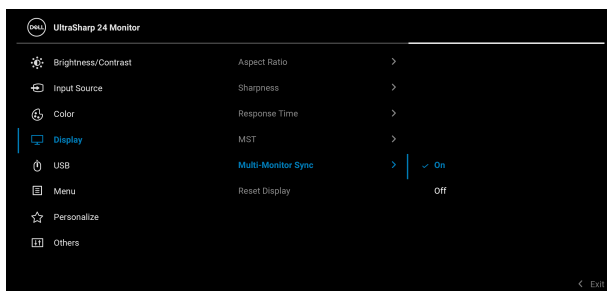 DELL UltraSharp 24 Monitor
Brightness/Contrast Aspect Ratio >
Input Source Sharpness >
Color Response Time >
Display MST >
USB Multi-Monitor Sync > ✓ On
Menu Reset Display Off
Personalize
Others
< Exit